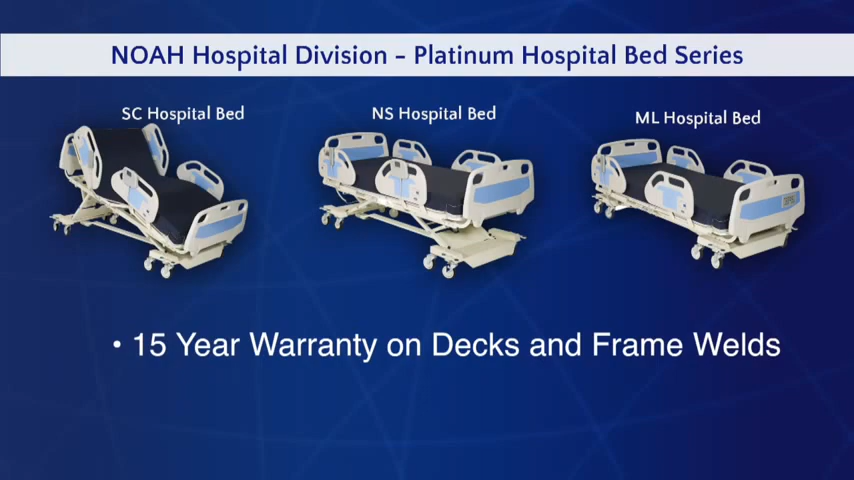 NOAH Hospital Division - Platinum Hospital Bed Series
SC Hospital Bed
NS Hospital Bed
ML Hospital Bed
• 15 Year Warranty on Decks and Frame Welds